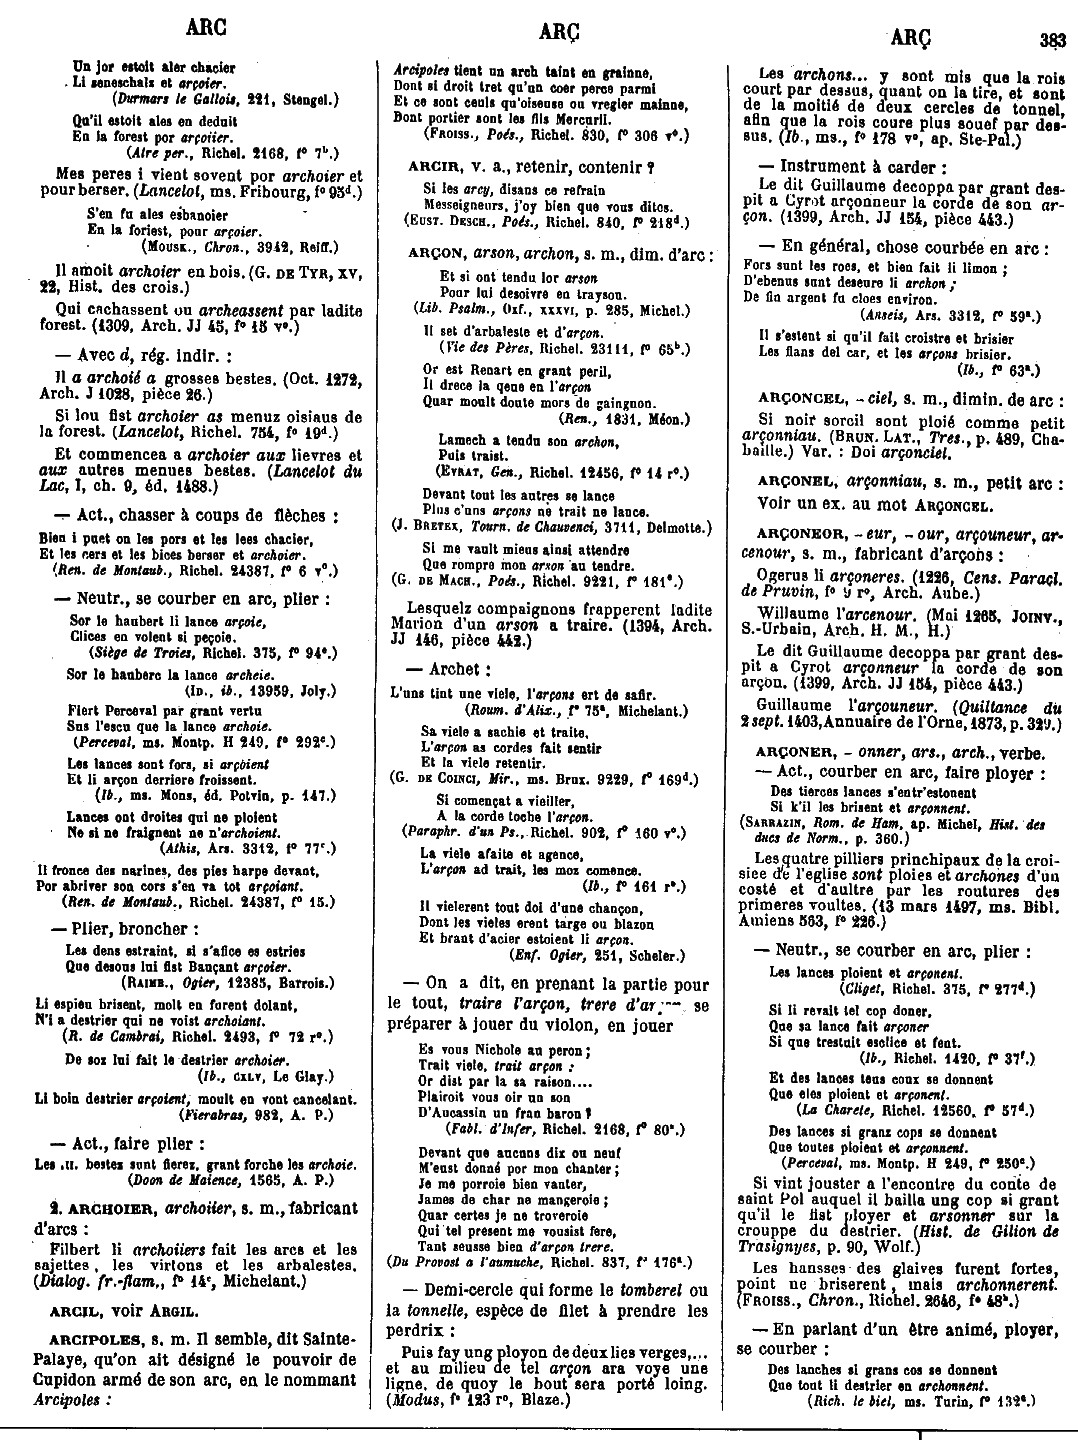 ARC
ARÇ
ARÇ
383
Un jor estoit aler chacier
Li seneschals et arçoier.
(Durmars le Gallois, 221, Stengel.)
Qu'il estoit ales en deduit
En la forest por arçoiier.
(Atre per., Richel. 2168, f° 7b.)
Mes peres i vient sovent por archoier et
pour berser. (Lancelot, ms. Fribourg, f° 95d.)
S'en fu ales esbanoier
En la foriest, pour arçoier.
(Mousk., Chron., 3942, Reiff.)
Il amoit archoier en bois. (G. de Tyr, xv,
22, Hist. des crois.)
Qui cachassent ou archeassent par ladite
forest. (1309, Arch. JJ 45, f° 15 v°.)
— Avec d, rég. indir. :
Il a archoié a grosses bestes. (Oct. 1272,
Arch. J 1028, pièce 26.)
Si lou fist archoier as menuz oisiaus de
la forest. (Lancelot, Richel. 754, f° 19d.)
Et commencea a archoier aux lievres et
aux autres menues bestes. (Lancelot du
Lac, I, ch. 9, éd. 1488.)
— Act., chasser à coups de flèches :
Bien i puet on les pors et les lees chacier,
Et les cers et les bices berser et archoier.
(Ren. de Montaub., Richel. 24387, f° 6 v°.)
— Neutr., se courber en arc, plier :
Sor le haubert li lance arçoie,
Clices en volent si peçoie.
(Siège de Troies, Richel. 375, f° 94e.)
Sor le hauberc la lance archeie.
(Id., ib., 13959, Joly.)
Fiert Perceval par grant vertu
Sus l'escu que la lance archoie.
(Perceval, ms. Montp. H 249, f° 292c.)
Les lances sont fors, si arçoient
Et li arçon derriere froissent.
(Ib., ms. Mons, éd. Potvin, p. 147.)
Lances ont droites qui ne ploient
Ne si ne fraignent ne n'archoient.
(Athis, Ars. 3312, f° 77c.)
Il fronce des narines, des pies harpe devant,
Por abriver son cors s'en va tot arçoiant.
(Ren. de Montaub., Richel. 24387, f° 15.)
— Plier, broncher :
Les dens estraint, si s'afice es estries
Que desous lui fist Bançant arçoier.
(Raimb., Ogier, 12385, Barrois.)
Li espieu brisent, molt en furent dolant,
N'i a destrier qui ne voist archoiant.
(R. de Cambrai, Richel. 2493, f° 72 r°.)
De soz lui fait le destrier archoier.
(Ib., cxlv, Le Glay.)
Li boin destrier arçoient, moult en vont cancelant.
(Fierabras, 982, A. P.)
— Act., faire plier :
Les .ii. bestez sunt fierez, grant forche les archoie.
(Doon de Maience, 1565, A. P.)
2. ARCHOIER, archoiier, s. m., fabricant
d'arcs :
Filbert li archoiiers fait les arcs et les
sajettes, les virtons et les arbalestes.
(Dialog. fr.-flam., f° 14c, Michelant.)
ARCIL, voir Argil.
ARCIPOLES, s. m. Il semble, dit Sainte-
Palaye, qu'on ait désigné le pouvoir de
Cupidon armé de son arc, en le nommant
Arcipoles :
Arcipoles tient un arch taint en grainne,
Dont si droit tret qu'un coer perce parmi
Et ce sont ceuls qu'oiseuse ou vregier mainne,
Dont portier sont les fils Mercurii.
(Froiss., Poés., Richel. 830, f° 306 v°.)
ARCIR, v. a., retenir, contenir ?
Si les arcy, disans ce refrain
Messeigneurs, j'oy bien que vous ditos.
(Eust. Desch., Poés., Richel. 840, f° 218d.)
ARÇON, arson, archon, s. m., dim. d'arc :
Et si ont tendu lor arson
Pour lui desoivre en trayson.
(Lib. Psalm., Oxf., xxxvi, p. 285, Michel.)
Il set d'arbaleste et d'arçon.
(Vie des Pères, Richel. 23111, f° 65b.)
Or est Renart en grant peril,
Il drece la qeue en l'arçon
Quar moult doute mors de gaingnon.
(Ren., 1831, Méon.)
Lamech a tendu son archon,
Puis traist.
(Evrat, Gen., Richel. 12456, f° 14 r°.)
Devant tout les autres se lance
Plus c'uns arçons ne trait ne lance.
(J. Bretex, Tourn. de Chauvenci, 3711, Delmotte.)
Si me vault miens ainsi attendre
Que rompre mon arxon au tendre.
(G. de Mach., Poés., Richel. 9221, f° 181e.)
Lesquelz compaignons frapperent ladite
Marion d'un arson a traire. (1394, Arch.
JJ 146, pièce 442.)
— Archet :
L'uns tint une viele, l'arçons ert de safir.
(Roum. d'Alix., f° 75a, Michelant.)
Sa viele a sachie et traite,
L'arçon as cordes fait sentir
Et la viele retentir.
(G. de Coinci, Mir., ms. Brux. 9229, f° 169d.)
Si començat a vieiller,
A la corde toche l'arçon.
(Paraphr. d'un Ps., Richel. 902, f° 160 v°.)
La viele afaite et agence,
L'arçon ad trait, les moz comence.
(Ib., f° 161 r°.)
Il vielerent tout doi d'une chançon,
Dont les vieles erent targe ou blazon
Et brant d'acier estoient li arçon.
(Enf. Ogier, 251, Scheler.)
— On a dit, en prenant la partie pour
le tout, traire l'arçon, trere d'ar se
préparer à jouer du violon, en jouer
Es vous Nichole au peron ;
Trait viele, trait arçon :
Or dist par la sa raison....
Plairoit vous oir un son
D'Aucassin un franc baron ?
(Fabl. d'Infer, Richel. 2168, f° 80a.)
Devant que aucuns dix ou neuf
M'eust donné por mon chanter ;
Je me porroie bien vanter,
James de char ne mangeroie ;
Quar certes je ne troveroie
Qui tel present me vousist fere,
Tant seusse bien d'arçon trere.
(Du Provost a l'aumuche, Richel. 837, f° 176a.)
— Demi-cercle qui forme le tomberel ou
la tonnelle, espèce de filet à prendre les
perdrix :
Puis fay ung ployon de deux lies verges,...
et au milieu de tel arçon ara voye une
ligne, de quoy le bout sera porté loing.
(Modus, f° 123 r°, Blaze.)
Les archons... y sont mis que la rois
court par dessus, quant on la tire, et sont
de la moitié de deux cercles de tonnel,
afin que la rois coure plus souef par des-
sus. (Ib., ms., f° 178 v°, ap. Ste-Pal.)
— Instrument à carder :
Le dit Guillaume decoppa par grant des-
pit a Cyrot arçonneur la corde de son ar-
çon. (1399, Arch. JJ 154, pièce 443.)
— En général, chose courbée en arc :
Fors sunt les roes, et bien fait li limon ;
D'ebenus sunt deseure li archon ;
De fin argent fu cloes environ.
(Anseis, Ars. 3312, f° 59a.)
Il s'estent si qu'il fait croistre et brisier
Les flans del car, et les arçons brisier.
(Ib., f° 63a.)
ARÇONCEL, - ciel, s. m., dimin. de arc :
Si noir sorcil sont ploié comme petit
arçonniau. (Brun. Lat., Tres., p. 489, Cha-
baille.) Var. : Doi arçonciel.
ARÇONEL, arçonniau, s. m., petit arc :
Voir un ex. au mot Arçoncel.
ARÇONEOR, - eur, - our, arçouneur, ar-
cenour, s. m., fabricant d'arçons :
Ogerus li arçoneres. (1226, Cens. Paracl.
de Pruvin, f° 9 r°, Arch. Aube.)
Willaume l'arcenour. (Mai 1265, Joinv.,
S.-Urbain, Arch. H. M., H.)
Le dit Guillaume decoppa par grant des-
pit a Cyrot arçonneur la corde de son
arçon. (1399, Arch. JJ 154, pièce 443.)
Guillaume l'arçouneur. (Quittance du
2 sept. 1403, Annuaire de l'Orne, 1873, p. 329.)
ARÇONER, - onner, ars., arch., verbe.
— Act., courber en arc, faire ployer :
Des tierces lances s'entr'estonent
Si k'il les brisent et arçonnent.
(Sarrazin, Rom. de Ham, ap. Michel, Hist. des
ducs de Norm., p. 360.)
Les quatre pilliers princhipaux de la croi-
siee de l'eglise sont ploies et archones d'un
costé et d'aultre par les routures des
primeres voultes. (13 mars 1497, ms. Bibl.
Amiens 563, f° 226.)
— Neutr., se courber en arc, plier :
Les lances ploient et arçonent.
(Cliget, Richel. 375, f° 277d.)
Si li revait tel cop doner,
Que sa lance fait arçoner
Si que trestuit esclice et fent.
(Ib., Richel. 1420, f° 37f.)
Et des lances teus coux se donnent
Que eles ploient et arçonent.
(La Charete, Richel. 12560, f° 57d.)
Des lances si granz cops se donnent
Que toutes ploient et arçonnent.
(Perceval, ms. Montp. H 249, f° 250c.)
Si vint jouster a l'encontre du conte de
saint Pol auquel il bailla ung cop si grant
qu'il le fist ployer et arsonner sur la
crouppe du destrier. (Hist. de Gilion de
Trasignyes, p. 90, Wolf.)
Les hansses des glaives furent fortes,
point ne briserent, mais archonnerent.
(Froiss., Chron., Richel. 2646, f° 48b.)
— En parlant d'un être animé, ployer,
se courber :
Des lanches si grans cos se donnent
Que tout li destrier en archonnent.
(Rich. le biel, ms. Turin, f° 132a.)